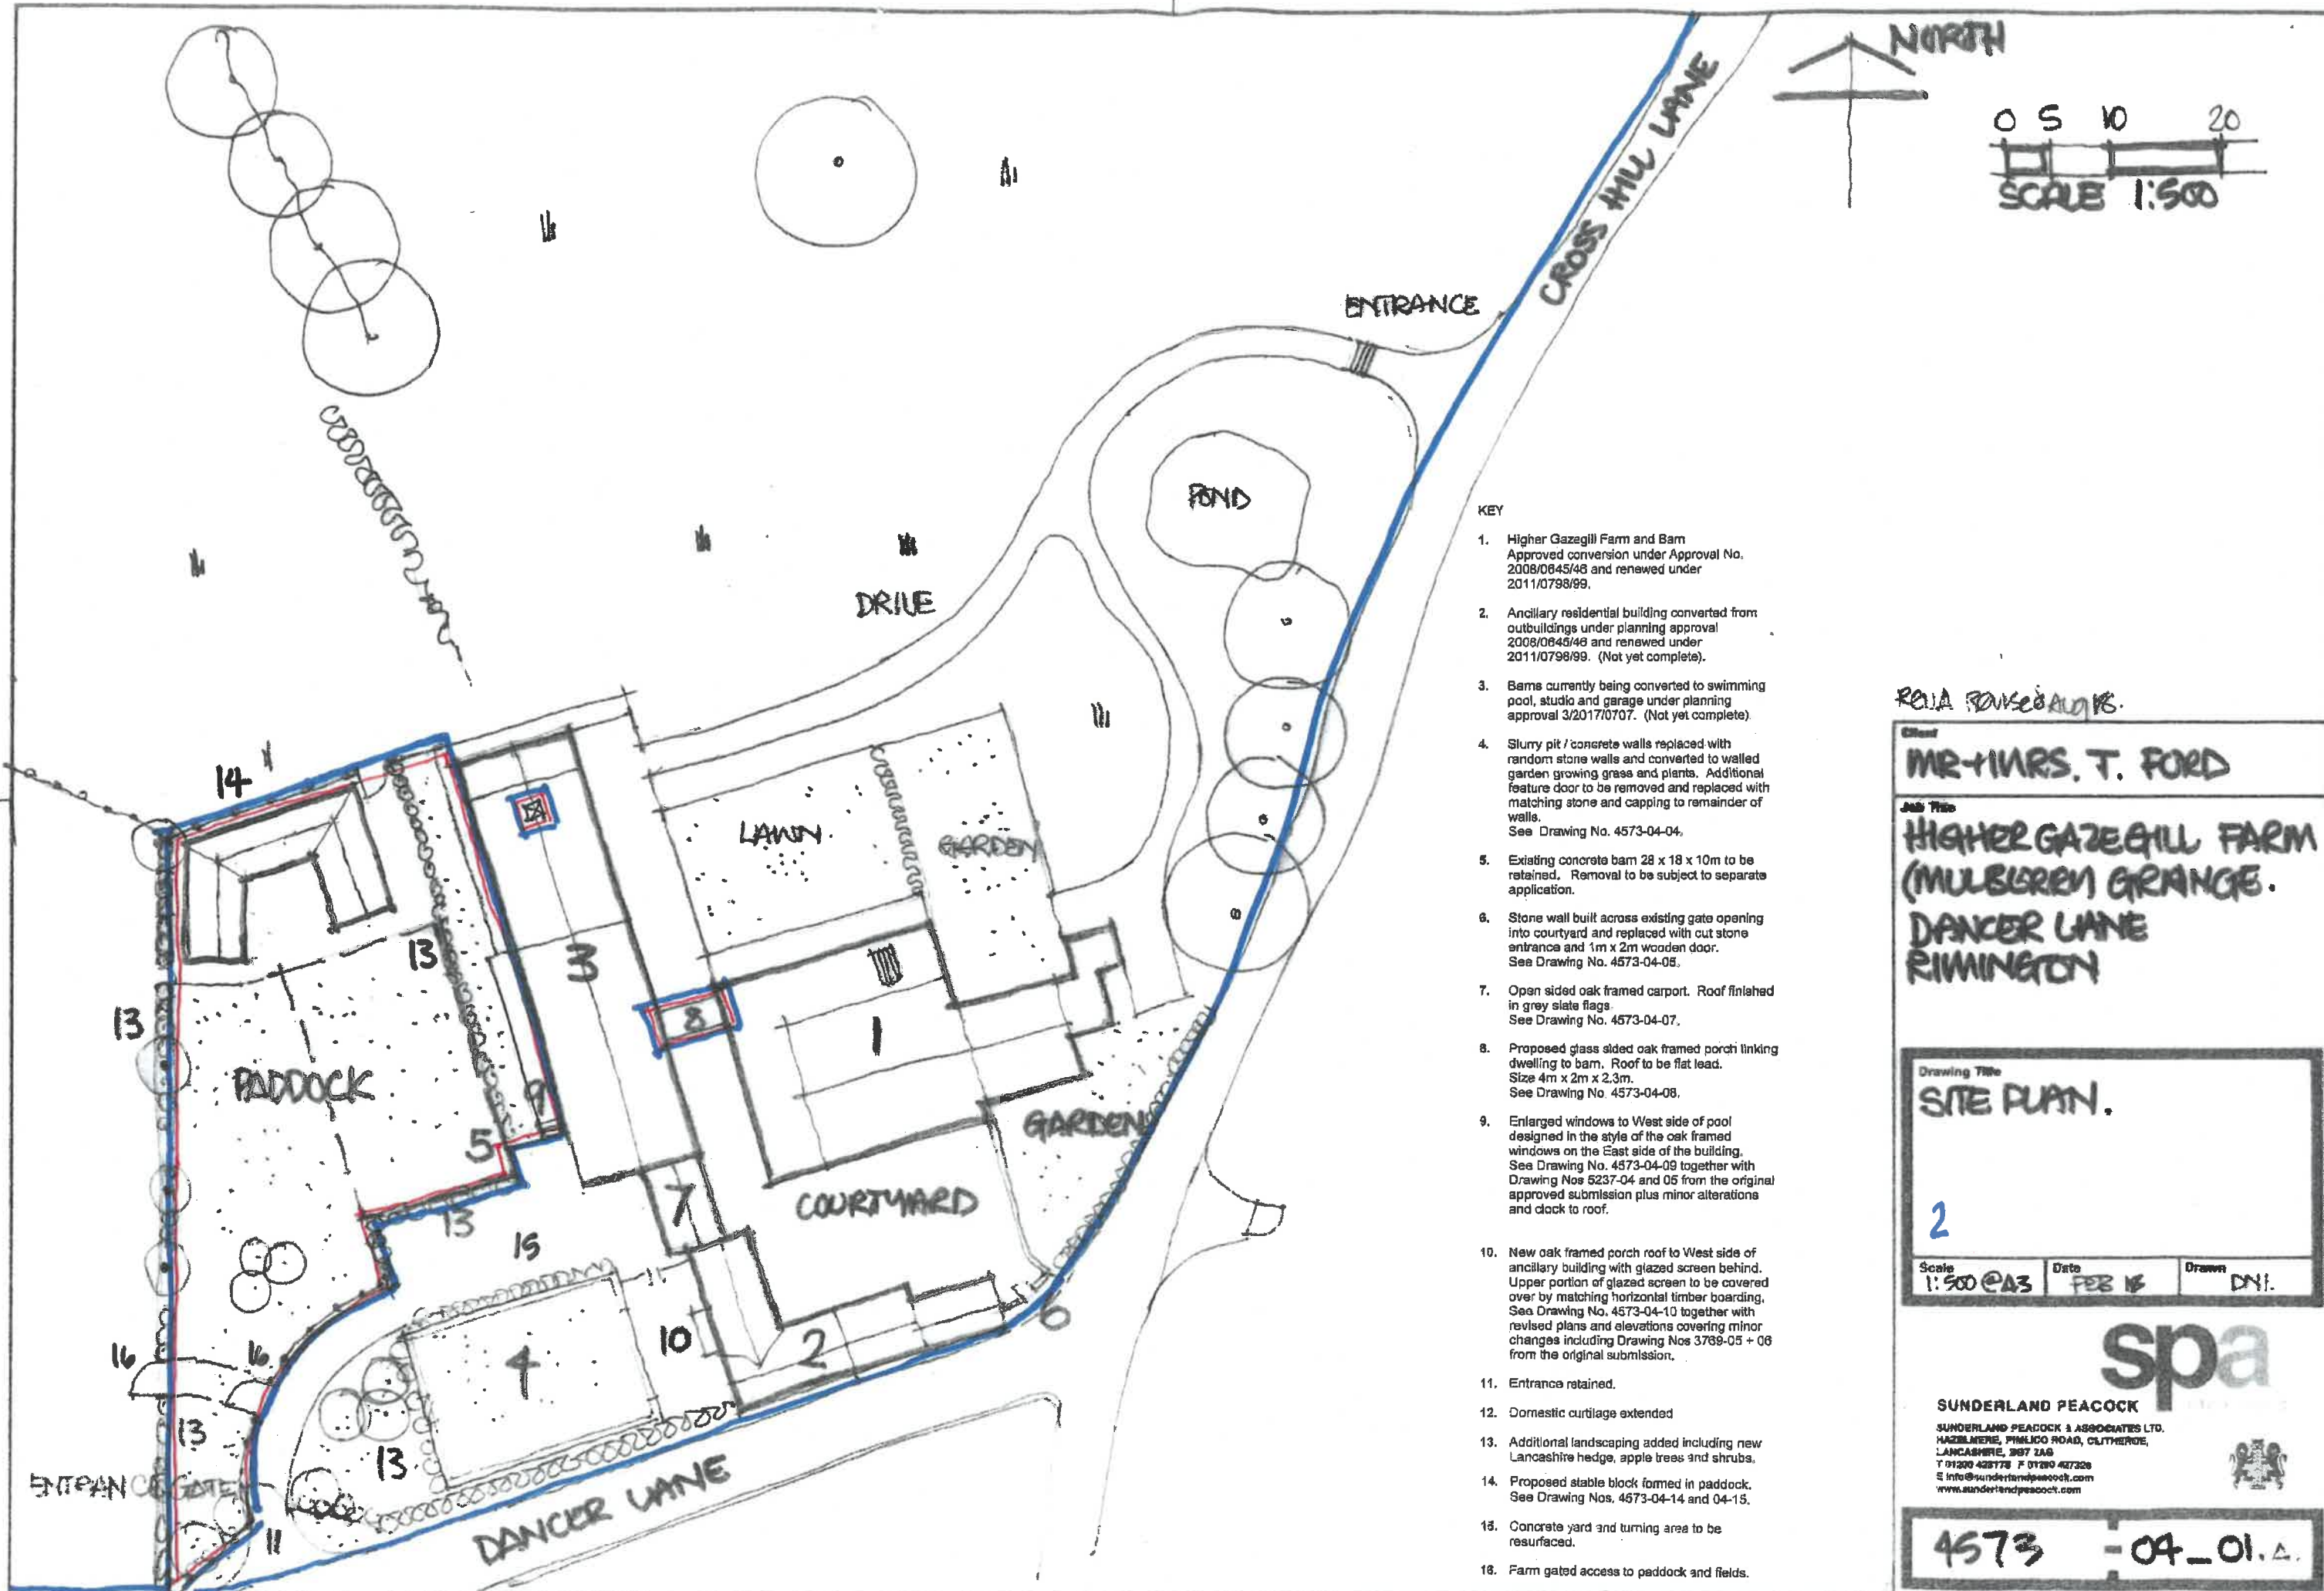 NORTH
0 5 10 20
SCALE 1:500
CROSS HILL LANE
ENTRANCE
POND
DRIVE
14
LAWN
GARDEN
13
3
13
8
1
PADDOCK
9
5
GARDEN
7
COURTYARD
13
15
6
10
2
16
16
4
13
13
ENTRANCE GATE
11
DANCER LANE
KEY
1. Higher Gazegill Farm and Barn
Approved conversion under Approval No.
2008/0645/46 and renewed under
2011/0798/99.
2. Ancillary residential building converted from
outbuildings under planning approval
2008/0645/46 and renewed under
2011/0798/99. (Not yet complete).
3. Barns currently being converted to swimming
pool, studio and garage under planning
approval 3/2017/0707. (Not yet complete)
4. Slurry pit / concrete walls replaced with
random stone walls and converted to walled
garden growing grass and plants. Additional
feature door to be removed and replaced with
matching stone and capping to remainder of
walls.
See Drawing No. 4573-04-04.
5. Existing concrete barn 28 x 18 x 10m to be
retained. Removal to be subject to separate
application.
6. Stone wall built across existing gate opening
into courtyard and replaced with cut stone
entrance and 1m x 2m wooden door.
See Drawing No. 4573-04-05.
7. Open sided oak framed carport. Roof finished
in grey slate flags.
See Drawing No. 4573-04-07.
8. Proposed glass sided oak framed porch linking
dwelling to barn. Roof to be flat lead.
Size 4m x 2m x 2.3m.
See Drawing No. 4573-04-08.
9. Enlarged windows to West side of pool
designed in the style of the oak framed
windows on the East side of the building.
See Drawing No. 4573-04-09 together with
Drawing Nos 5237-04 and 05 from the original
approved submission plus minor alterations
and clock to roof.
10. New oak framed porch roof to West side of
ancillary building with glazed screen behind.
Upper portion of glazed screen to be covered
over by matching horizontal timber boarding.
See Drawing No. 4573-04-10 together with
revised plans and elevations covering minor
changes including Drawing Nos 3769-05 + 06
from the original submission.
11. Entrance retained.
12. Domestic curtilage extended
13. Additional landscaping added including new
Lancashire hedge, apple trees and shrubs.
14. Proposed stable block formed in paddock.
See Drawing Nos. 4573-04-14 and 04-15.
15. Concrete yard and turning area to be
resurfaced.
16. Farm gated access to paddock and fields.
REV A REVISED AUG 18.
Client
MR + MRS. T. FORD
Job Title
HIGHER GAZEGILL FARM
(MULBERRY GRANGE.
DANCER LANE
RIMINGTON
Drawing Title
SITE PLAN.
2
Scale Date Drawn
1:500 @A3 FEB 18 DNI.
spa
SUNDERLAND PEACOCK
SUNDERLAND PEACOCK & ASSOCIATES LTD.
HAZELMERE, PIMLICO ROAD, CLITHEROE,
LANCASHIRE, BB7 2AG
T 01200 423178 F 01200 427328
E info@sunderlandpeacock.com
www.sunderlandpeacock.com
4573 - 04_01.A.